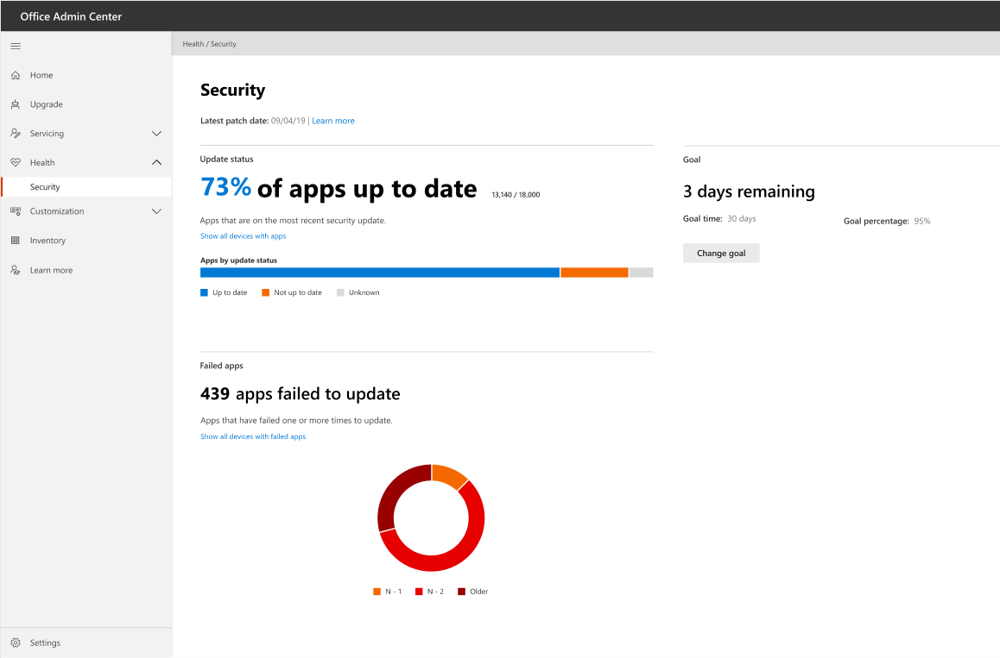 Office Admin Center
Health / Security
Home
Upgrade
Servicing
Health
Security
Customization
Inventory
Learn more
Settings
Security
Latest patch date: 09/04/19 | Learn more
Update status
73% of apps up to date 13,140 / 18,000
Apps that are on the most recent security update.
Show all devices with apps
Apps by update status
Up to date Not up to date Unknown
Goal
3 days remaining
Goal time: 30 days Goal percentage: 95%
Change goal
Failed apps
439 apps failed to update
Apps that have failed one or more times to update.
Show all devices with failed apps
N - 1 N - 2 Older